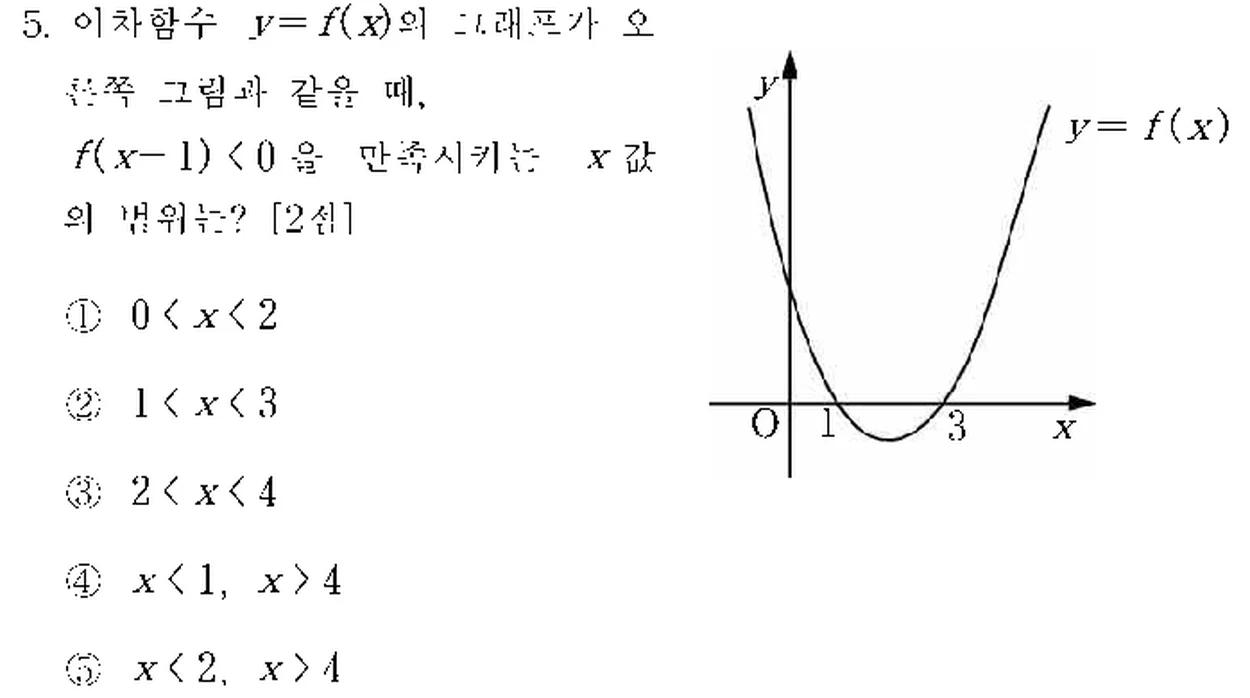 5. 이차함수 y = f(x)의 그래프가 오
른쪽 그림과 같을 때,
f(x-1) < 0 을 만족시키는 x 값
의 범위는? [2점]
① 0 < x < 2
② 1 < x < 3
③ 2 < x < 4
④ x < 1, x > 4
⑤ x < 2, x > 4
y
y = f(x)
O 1 3 x